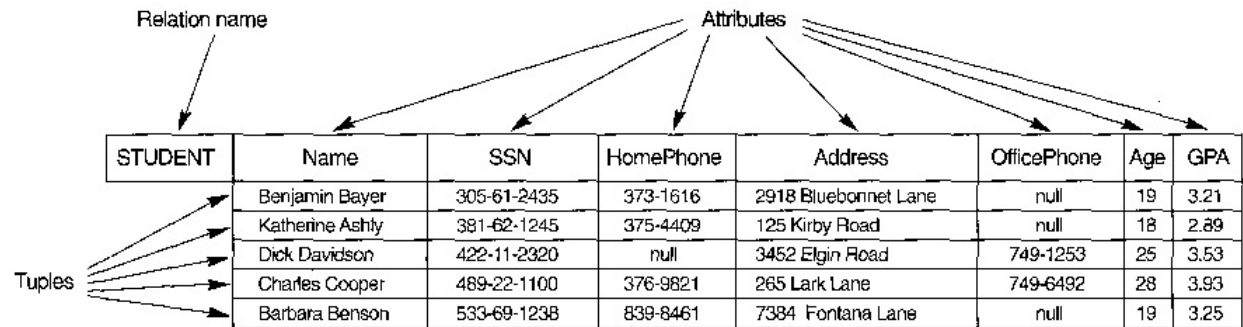 Relation name Attributes
STUDENT Name SSN HomePhone Address OfficePhone Age GPA
Benjamin Bayer 305-61-2435 373-1616 2918 Bluebonnet Lane null 19 3.21
Katherine Ashly 381-62-1245 375-4409 125 Kirby Road null 18 2.89
Dick Davidson 422-11-2320 null 3452 Elgin Road 749-1253 25 3.53
Tuples Charles Cooper 489-22-1100 376-9821 265 Lark Lane 749-6492 28 3.93
Barbara Benson 533-69-1238 839-8461 7384 Fontana Lane null 19 3.25